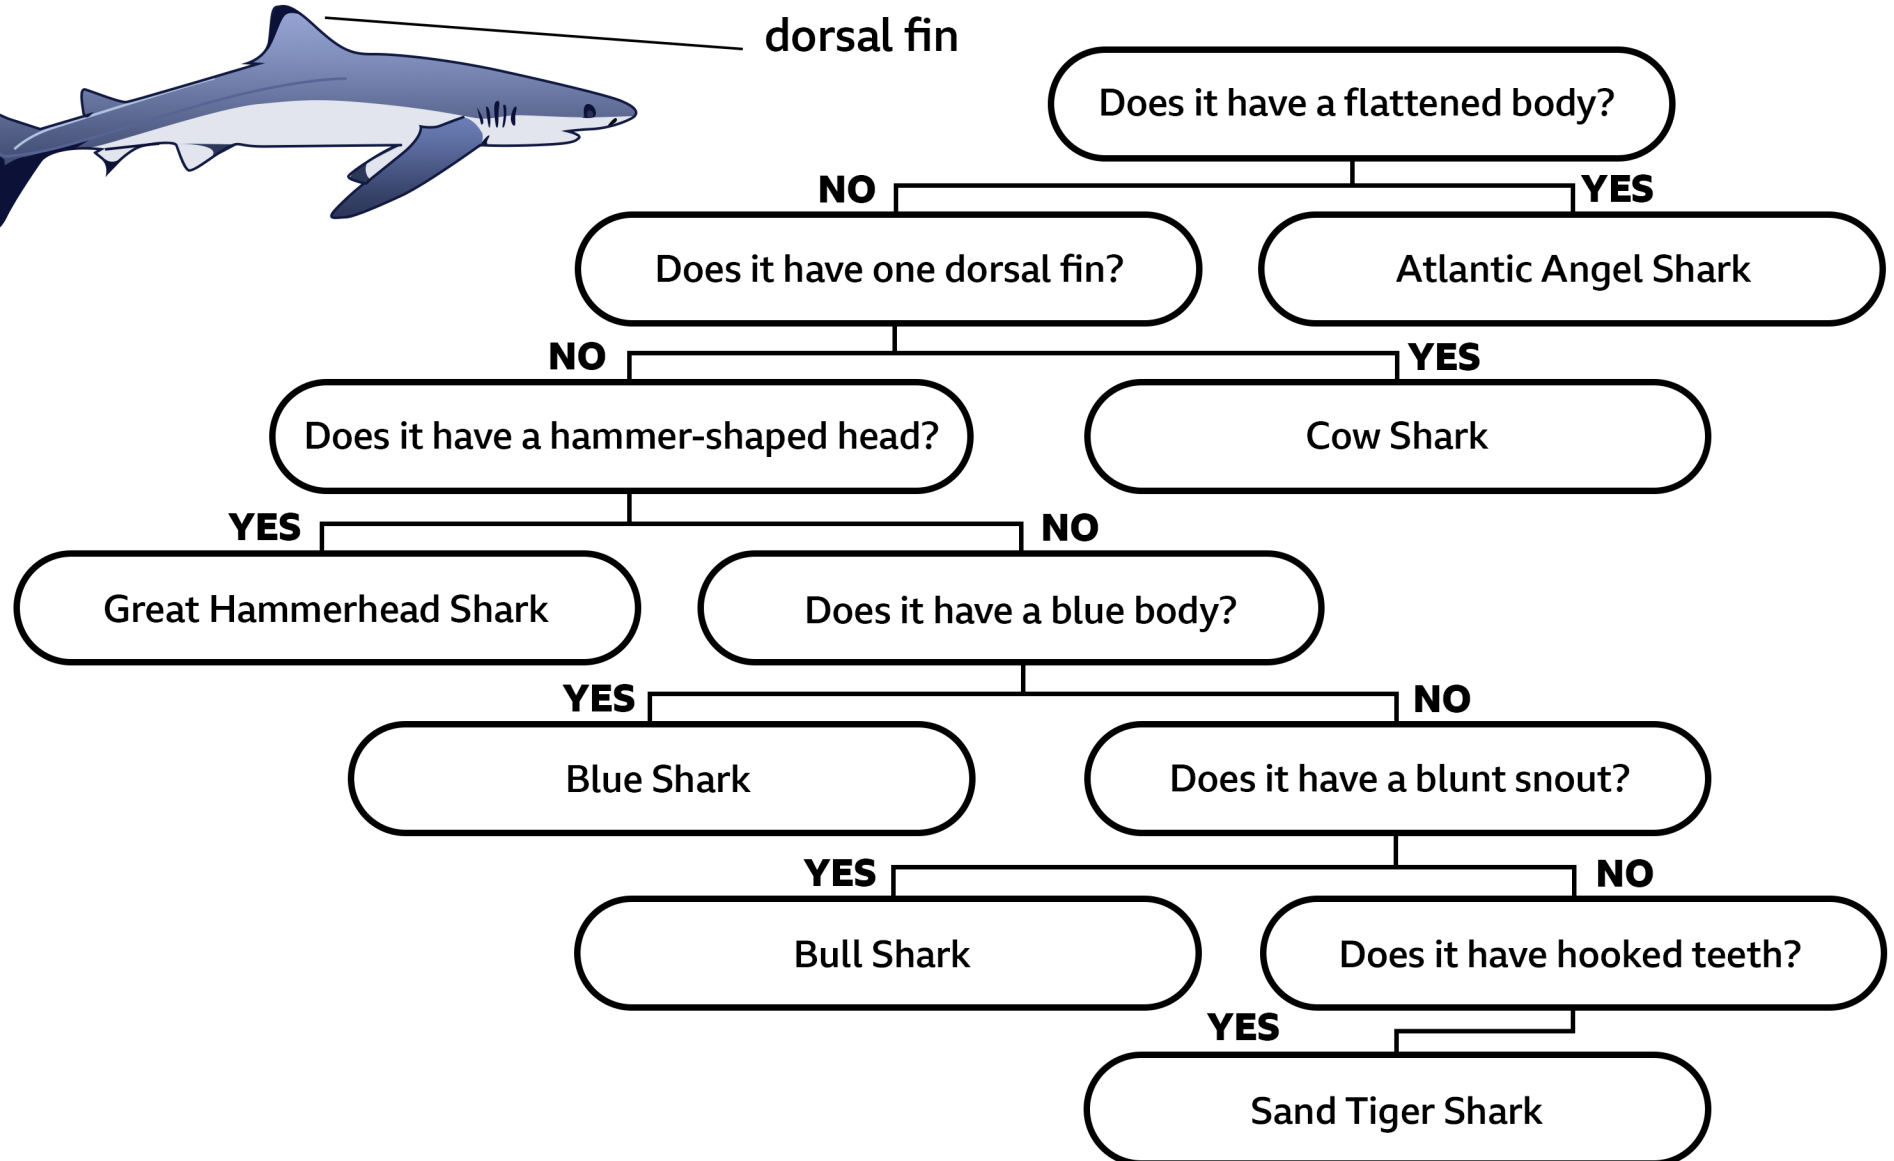 dorsal fin
Does it have a flattened body?
NO
YES
Does it have one dorsal fin?
Atlantic Angel Shark
NO
YES
Does it have a hammer-shaped head?
Cow Shark
YES
NO
Great Hammerhead Shark
Does it have a blue body?
YES
NO
Blue Shark
Does it have a blunt snout?
YES
NO
Bull Shark
Does it have hooked teeth?
YES
Sand Tiger Shark